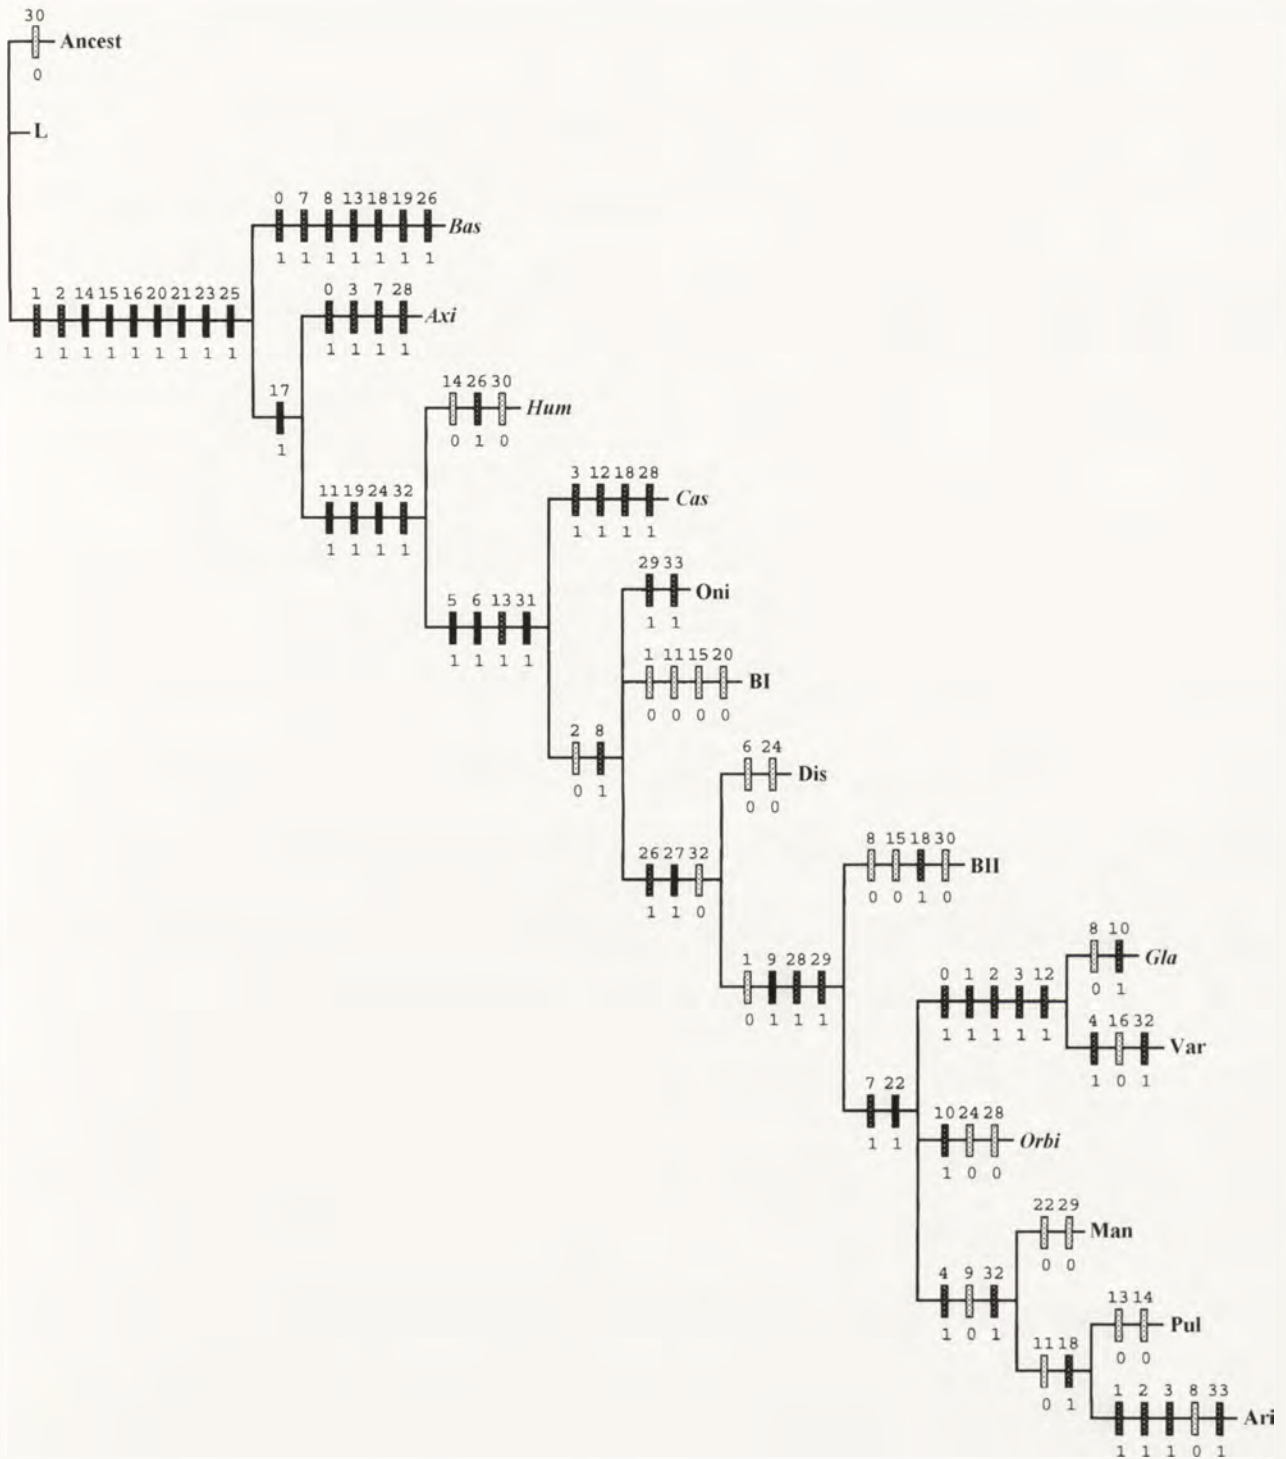 30
Ancest
0
L
0 7 8 13 18 19 26
Bas
1 1 1 1 1 1 1
1 2 14 15 16 20 21 23 25
1 1 1 1 1 1 1 1 1
0 3 7 28
Axi
1 1 1 1
17
1
14 26 30
Hum
0 1 0
11 19 24 32
1 1 1 1
3 12 18 28
Cas
1 1 1 1
5 6 13 31
1 1 1 1
29 33
Oni
1 1
1 11 15 20
BI
0 0 0 0
2 8
0 1
6 24
Dis
0 0
26 27 32
1 1 0
8 15 18 30
BII
0 0 1 0
1 9 28 29
0 1 1 1
8 10
Gla
0 1
0 1 2 3 12
1 1 1 1 1
4 16 32
Var
1 0 1
7 22
1 1
10 24 28
Orbi
1 0 0
22 29
Man
0 0
4 9 32
1 0 1
13 14
Pul
0 0
11 18
0 1
1 2 3 8 33
Ari
1 1 1 0 1